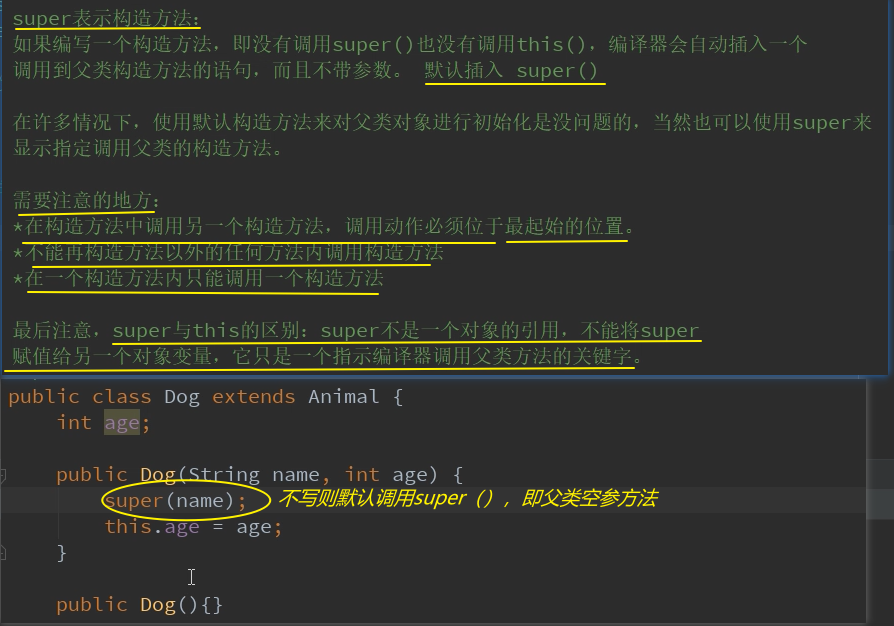 super表示构造方法：
如果编写一个构造方法，即没有调用super()也没有调用this()，编译器会自动插入一个
调用到父类构造方法的语句，而且不带参数。 默认插入 super()
在许多情况下，使用默认构造方法来对父类对象进行初始化是没问题的，当然也可以使用super来
显示指定调用父类的构造方法。
需要注意的地方：
*在构造方法中调用另一个构造方法，调用动作必须位于最起始的位置。
*不能再构造方法以外的任何方法内调用构造方法
*在一个构造方法内只能调用一个构造方法
最后注意，super与this的区别：super不是一个对象的引用，不能将super
赋值给另一个对象变量，它只是一个指示编译器调用父类方法的关键字。
public class Dog extends Animal {
int age;
public Dog(String name, int age) {
super(name); 不写则默认调用super（），即父类空参方法
this.age = age;
}
public Dog(){}